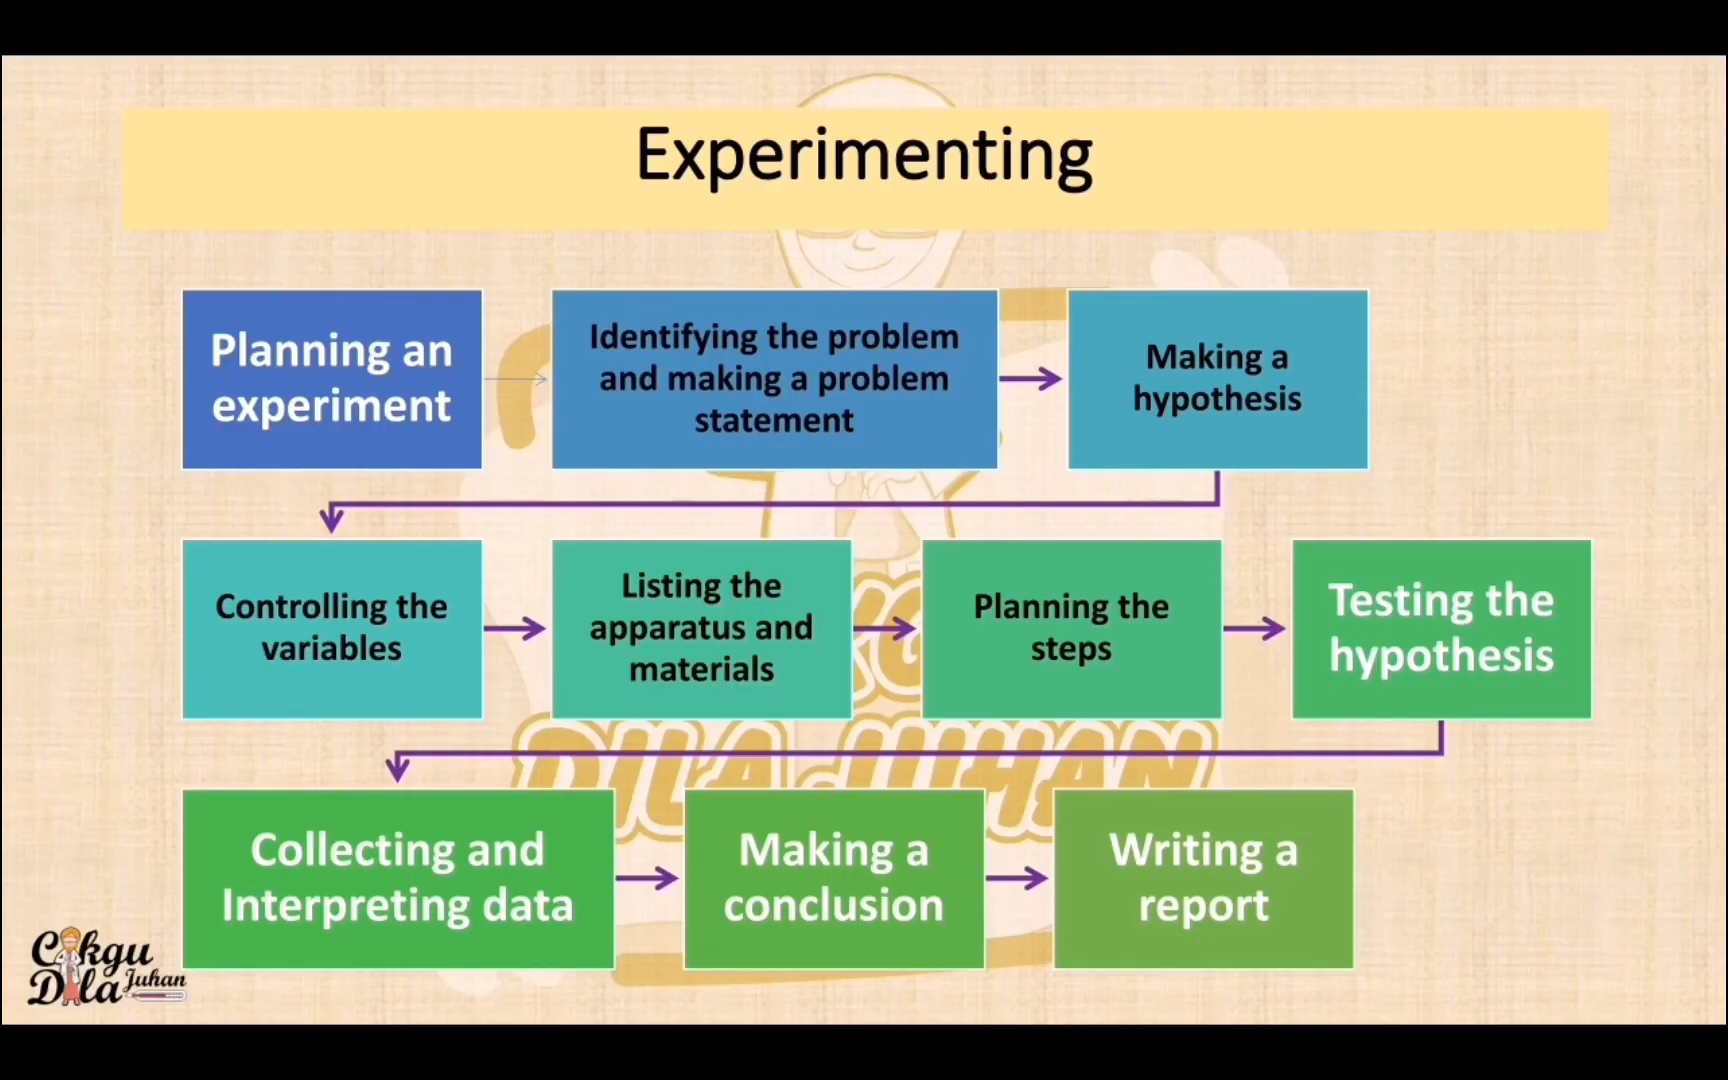 Experimenting
Planning an
experiment
Identifying the problem
and making a problem
statement
Making a
hypothesis
Controlling the
variables
Listing the
apparatus and
materials
Planning the
steps
Testing the
hypothesis
DILA JUHAN
Collecting and
Interpreting data
Making a
conclusion
Writing a
report
Cikgu
Dila Juhan